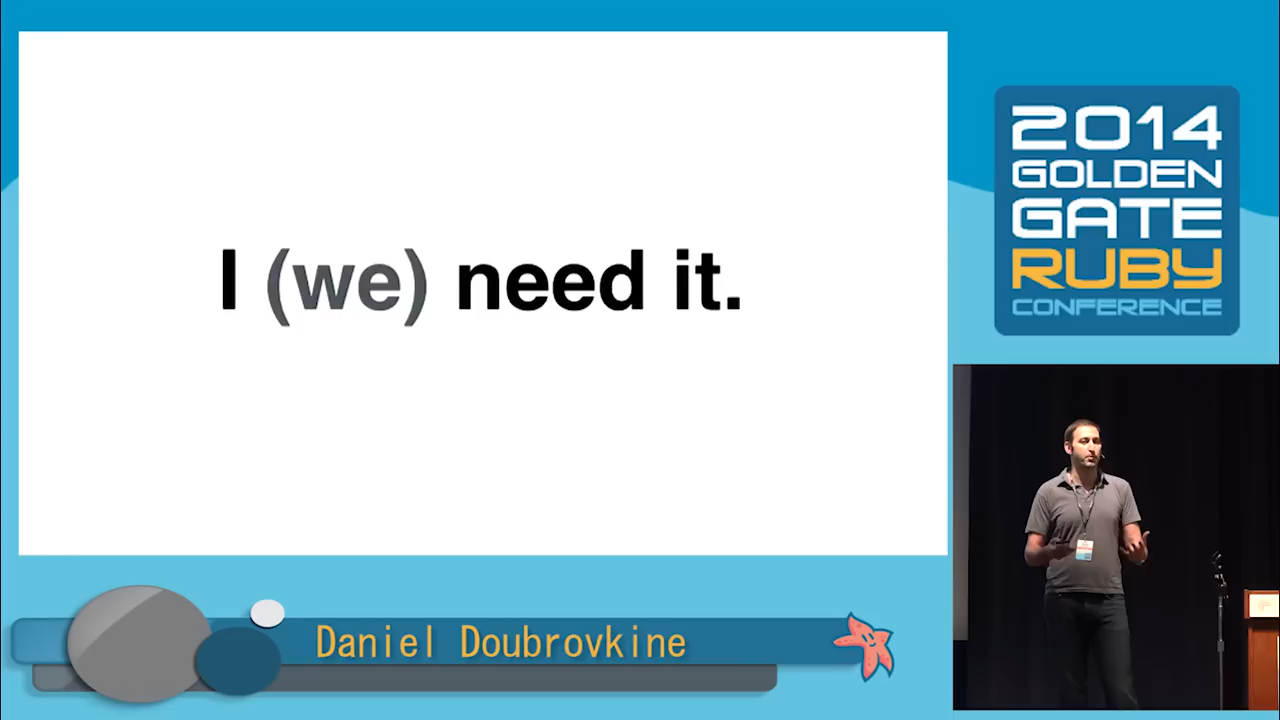 I (we) need it.
2014
GOLDEN
GATE
RUBY
CONFERENCE
Daniel Doubrovkine